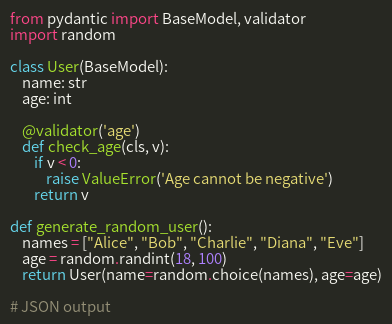 from pydantic import BaseModel, validator
import random

class User(BaseModel):
    name: str
    age: int

    @validator('age')
    def check_age(cls, v):
        if v < 0:
            raise ValueError('Age cannot be negative')
        return v

def generate_random_user():
    names = ["Alice", "Bob", "Charlie", "Diana", "Eve"]
    age = random.randint(18, 100)
    return User(name=random.choice(names), age=age)

# JSON output